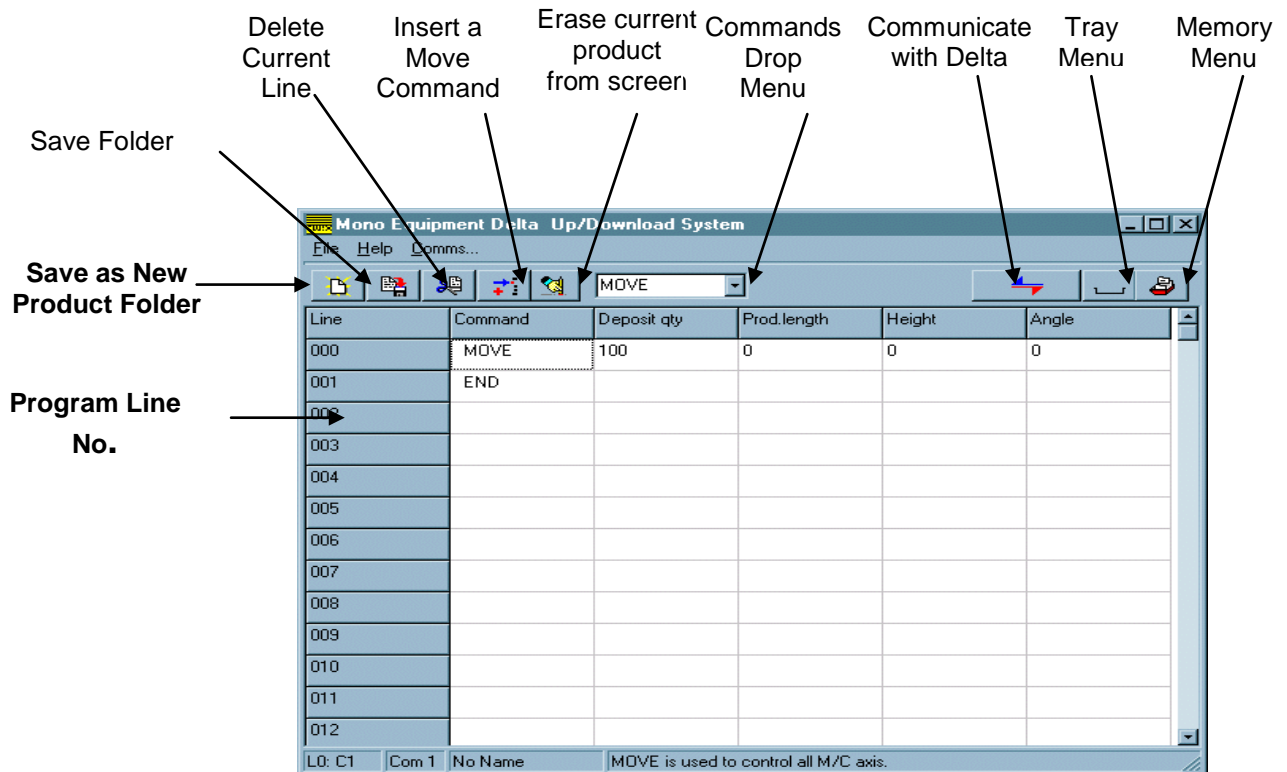 Delete
Current
Line
Insert a
Move
Command
Erase current
product
from screen
Commands
Drop
Menu
Communicate
with Delta
Tray
Menu
Memory
Menu
Save Folder
Save as New
Product Folder
Program Line
No.
Mono Equipment Delta Up/Download System
File Help Comms...
MOVE
Line Command Deposit qty Prod.length Height Angle
000 MOVE 100 0 0 0
001 END
002
003
004
005
006
007
008
009
010
011
012
L0: C1 Com 1 No Name MOVE is used to control all M/C axis.